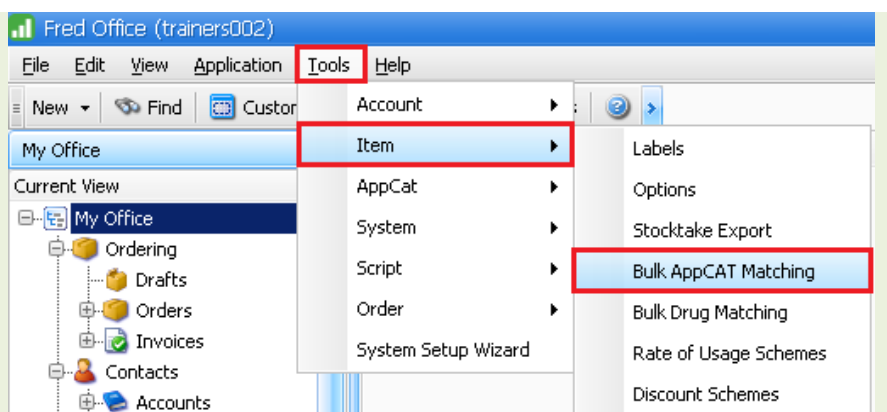 Fred Office (trainers002)
File Edit View Application Tools Help
New Find Custor
My Office
Current View
My Office
Ordering
Drafts
Orders
Invoices
Contacts
Accounts
Account
Item
AppCat
System
Script
Order
System Setup Wizard
Labels
Options
Stocktake Export
Bulk AppCAT Matching
Bulk Drug Matching
Rate of Usage Schemes
Discount Schemes